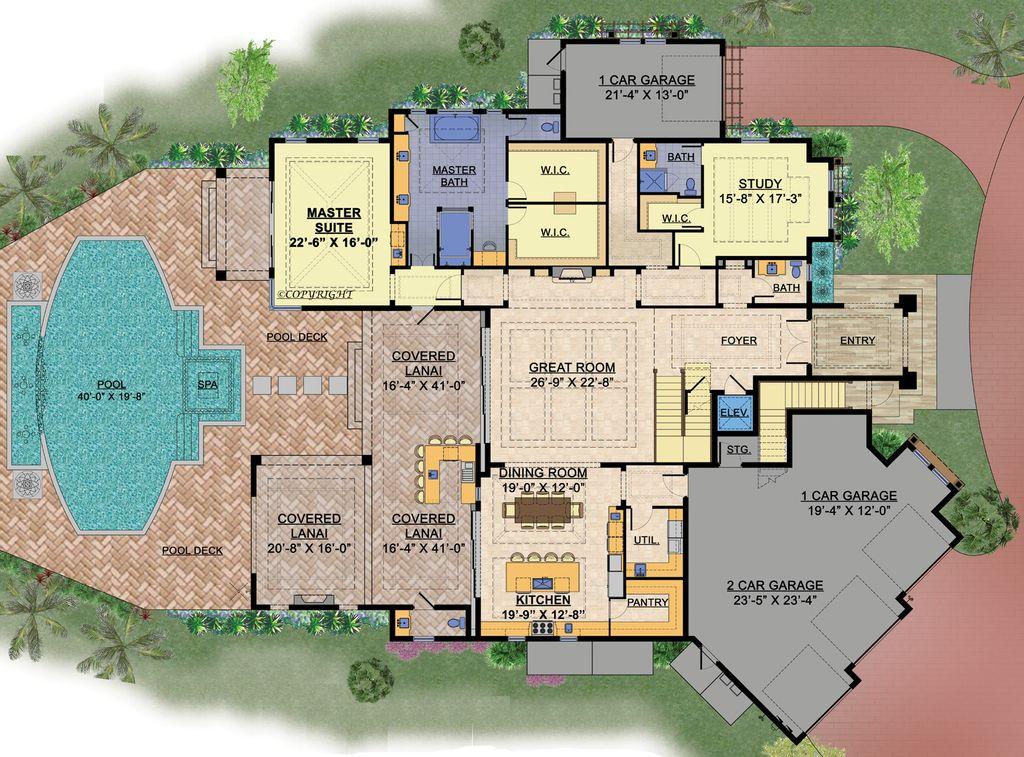 1 CAR GARAGE
21'-4" X 13'-0"
MASTER
BATH
W.I.C.
W.I.C.
BATH
STUDY
15'-8" X 17'-3"
W.I.C.
MASTER
SUITE
22'-6" X 16'-0"
©COPYRIGHT
BATH
POOL DECK
COVERED
LANAI
16'-4" X 41'-0"
GREAT ROOM
26'-9" X 22'-8"
FOYER
ENTRY
POOL
40'-0" X 19'-8"
SPA
ELEV.
STG.
DINING ROOM
19'-0" X 12'-0"
1 CAR GARAGE
19'-4" X 12'-0"
COVERED
LANAI
20'-8" X 16'-0"
COVERED
LANAI
16'-4" X 41'-0"
UTIL.
POOL DECK
KITCHEN
19'-9" X 12'-8"
PANTRY
2 CAR GARAGE
23'-5" X 23'-4"